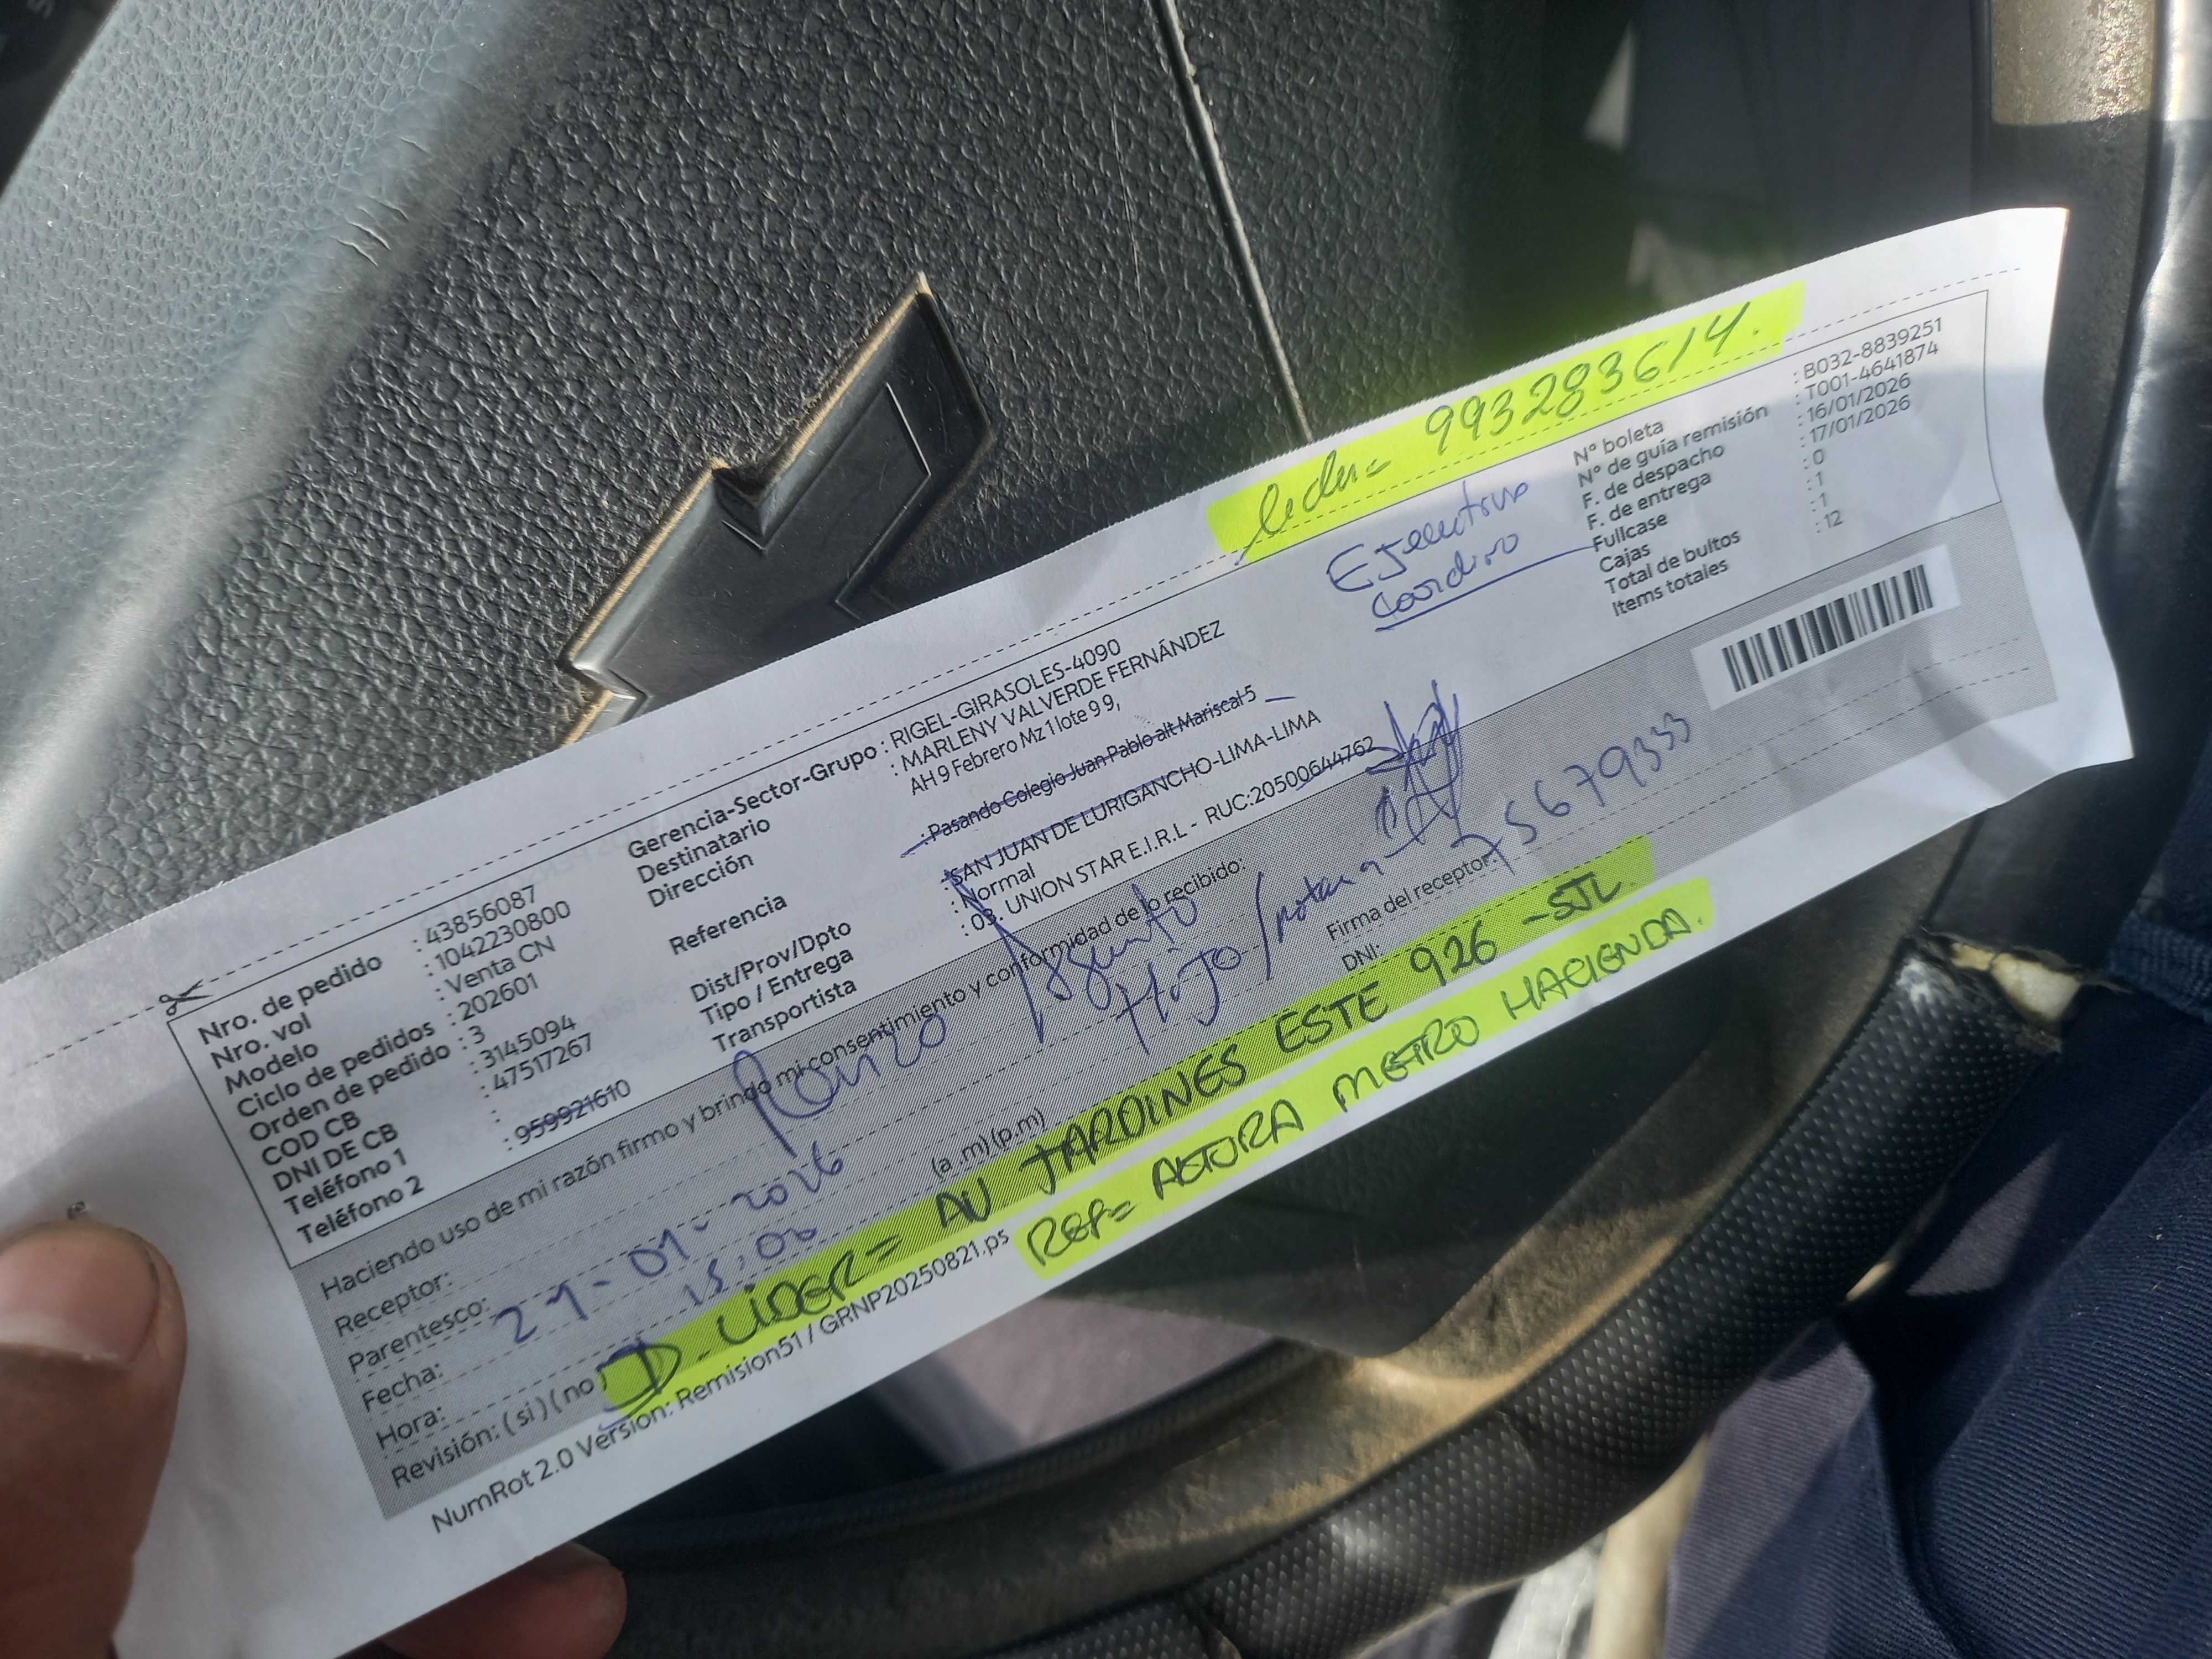 Lider= 993283614.
Ejecutiva
Coordino
Nro. de pedido : 43856087
Nro. vol : 1042230800
Modelo : Venta CN
Ciclo de pedidos : 202601
Orden de pedido : 3
COD CB : 3145094
DNI DE CB : 47517267
Teléfono 1 :
Teléfono 2 : 959921610
Gerencia-Sector-Grupo : RIGEL-GIRASOLES-4090
Destinatario : MARLENY VALVERDE FERNÁNDEZ
Dirección AH 9 Febrero Mz 1 lote 9 9,
Referencia : Pasando Colegio Juan Pablo alt Mariscal 5
Dist/Prov/Dpto : SAN JUAN DE LURIGANCHO-LIMA-LIMA
Tipo / Entrega : Normal
Transportista : 03. UNION STAR E.I.R.L - RUC:20500644762
N° boleta : B032-8839251
N° de guía remisión : T001-4641874
F. de despacho : 16/01/2026
F. de entrega : 17/01/2026
Fullcase : 0
Cajas : 1
Total de bultos : 1
Items totales : 12
Haciendo uso de mi razón firmo y brindo mi consentimiento y conformidad de lo recibido:
Receptor: Renzo
Parentesco: Hijo /
Fecha: 21-01-2026
Hora: 15:00 (a .m) (p.m)
Revisión: ( si ) ( no )
Firma del receptor:
DNI: 75679333
D. LIDER= AV JARDINES ESTE 926 -SJL.
REF= ALTURA METRO HACIENDA.
NumRot 2.0 Version: Remision51 / GRNP20250821.ps